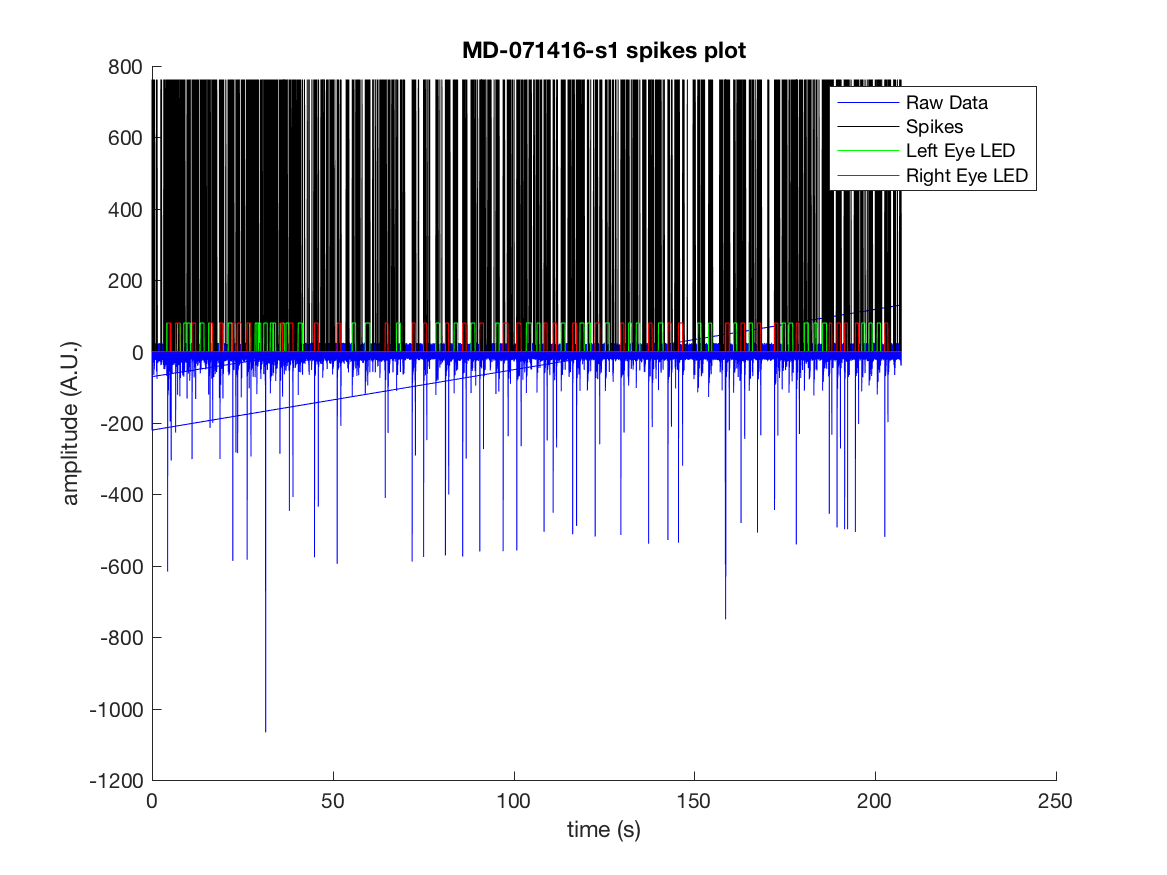 MD-071416-s1 spikes plot
800
600
400
200
0
-200
-400
-600
-800
-1000
-1200
amplitude (A.U.)
Raw Data
Spikes
Left Eye LED
Right Eye LED
0 50 100 150 200 250
time (s)